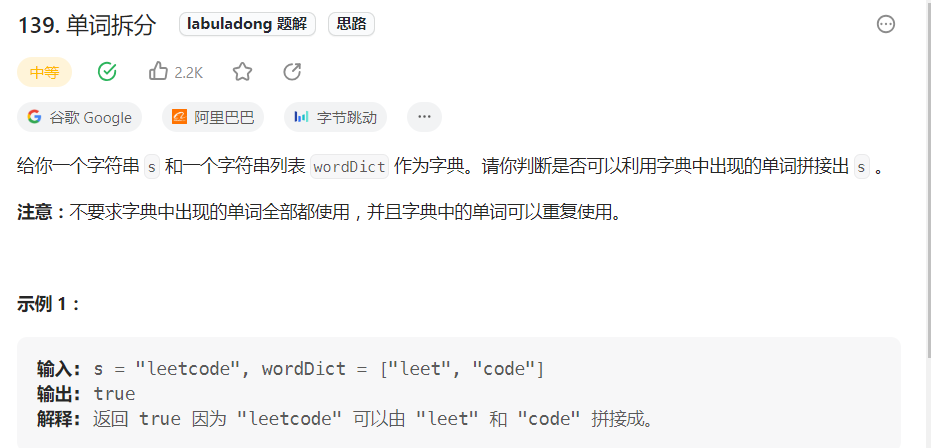 139. 单词拆分 labuladong 题解 思路
中等 2.2K
谷歌 Google 阿里巴巴 字节跳动 ···
给你一个字符串 s 和一个字符串列表 wordDict 作为字典。请你判断是否可以利用字典中出现的单词拼接出 s 。
注意：不要求字典中出现的单词全部都使用，并且字典中的单词可以重复使用。
示例 1：
输入: s = "leetcode", wordDict = ["leet", "code"]
输出: true
解释: 返回 true 因为 "leetcode" 可以由 "leet" 和 "code" 拼接成。